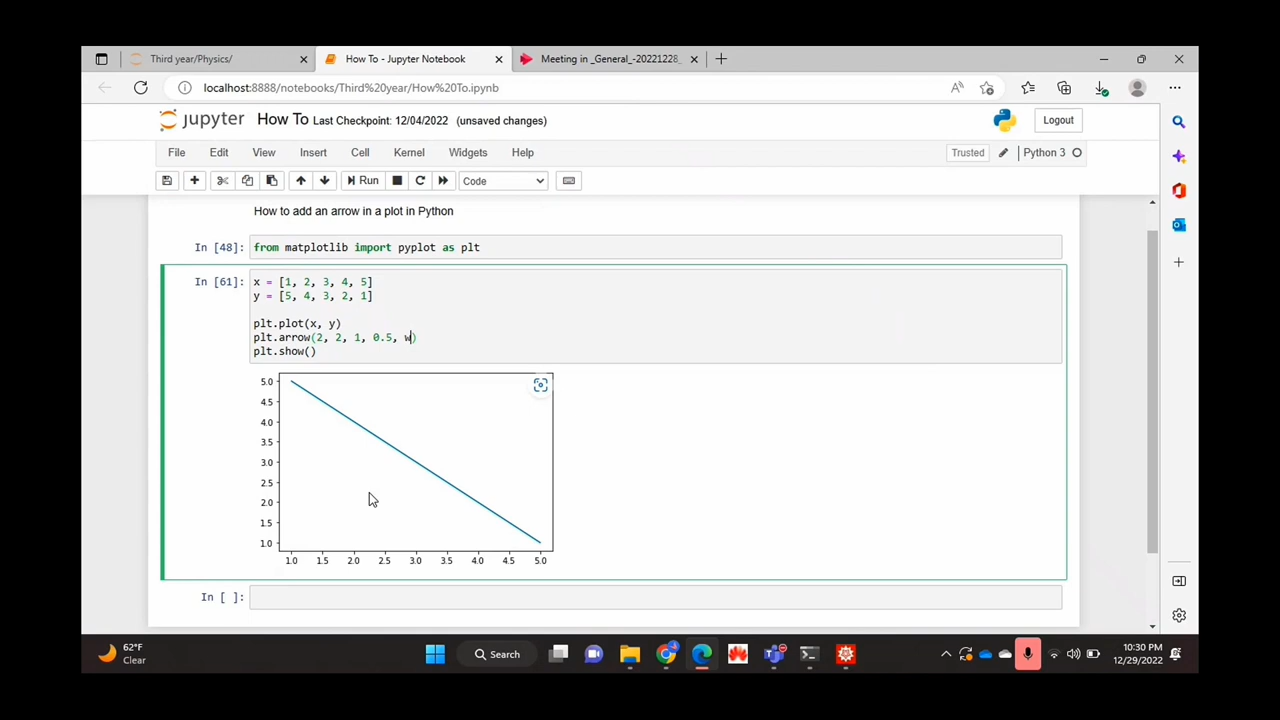 Third year/Physics/
How To - Jupyter Notebook
Meeting in _General_-20221228_
localhost:8888/notebooks/Third%20year/How%20To.ipynb
jupyter How To Last Checkpoint: 12/04/2022 (unsaved changes)
Logout
File Edit View Insert Cell Kernel Widgets Help
Trusted Python 3
Run Code
How to add an arrow in a plot in Python
In [48]: from matplotlib import pyplot as plt
In [61]: x = [1, 2, 3, 4, 5]
y = [5, 4, 3, 2, 1]
plt.plot(x, y)
plt.arrow(2, 2, 1, 0.5, w)
plt.show()
5.0
4.5
4.0
3.5
3.0
2.5
2.0
1.5
1.0
1.0 1.5 2.0 2.5 3.0 3.5 4.0 4.5 5.0
In [ ]:
62°F
Clear
Search
10:30 PM
12/29/2022